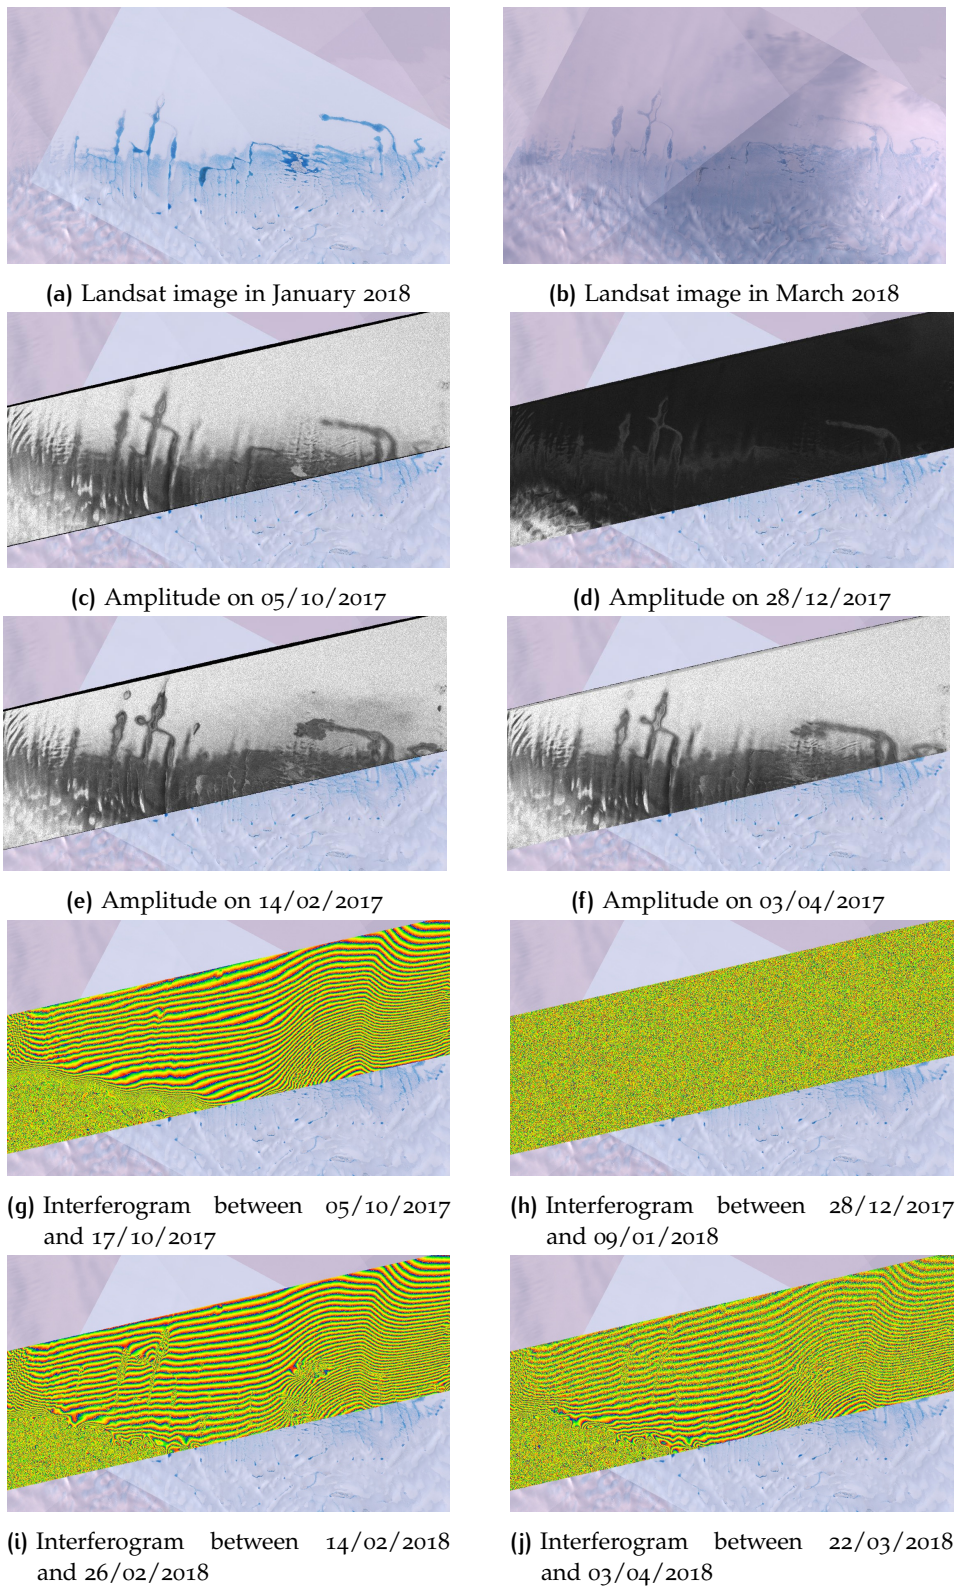 (a) Landsat image in January 2018
(b) Landsat image in March 2018
(c) Amplitude on 05/10/2017
(d) Amplitude on 28/12/2017
(e) Amplitude on 14/02/2017
(f) Amplitude on 03/04/2017
(g) Interferogram between 05/10/2017
and 17/10/2017
(h) Interferogram between 28/12/2017
and 09/01/2018
(i) Interferogram between 14/02/2018
and 26/02/2018
(j) Interferogram between 22/03/2018
and 03/04/2018